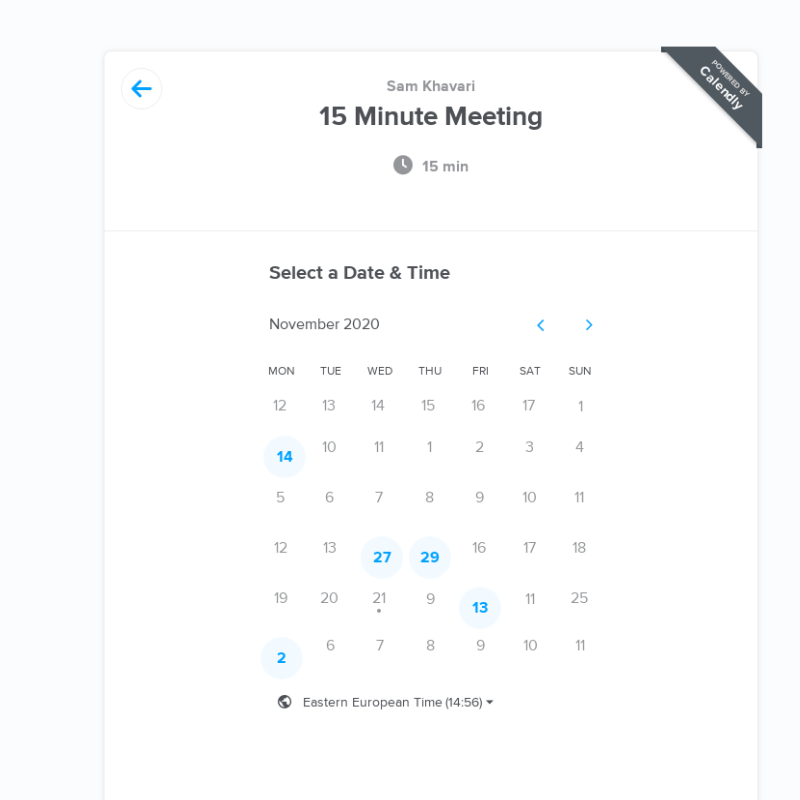 POWERED BY
Calendly
Sam Khavari
15 Minute Meeting
15 min
Select a Date & Time
November 2020
MON TUE WED THU FRI SAT SUN
12 13 14 15 16 17 1
14 10 11 1 2 3 4
5 6 7 8 9 10 11
12 13 27 29 16 17 18
19 20 21 9 13 11 25
2 6 7 8 9 10 11
Eastern European Time (14:56)